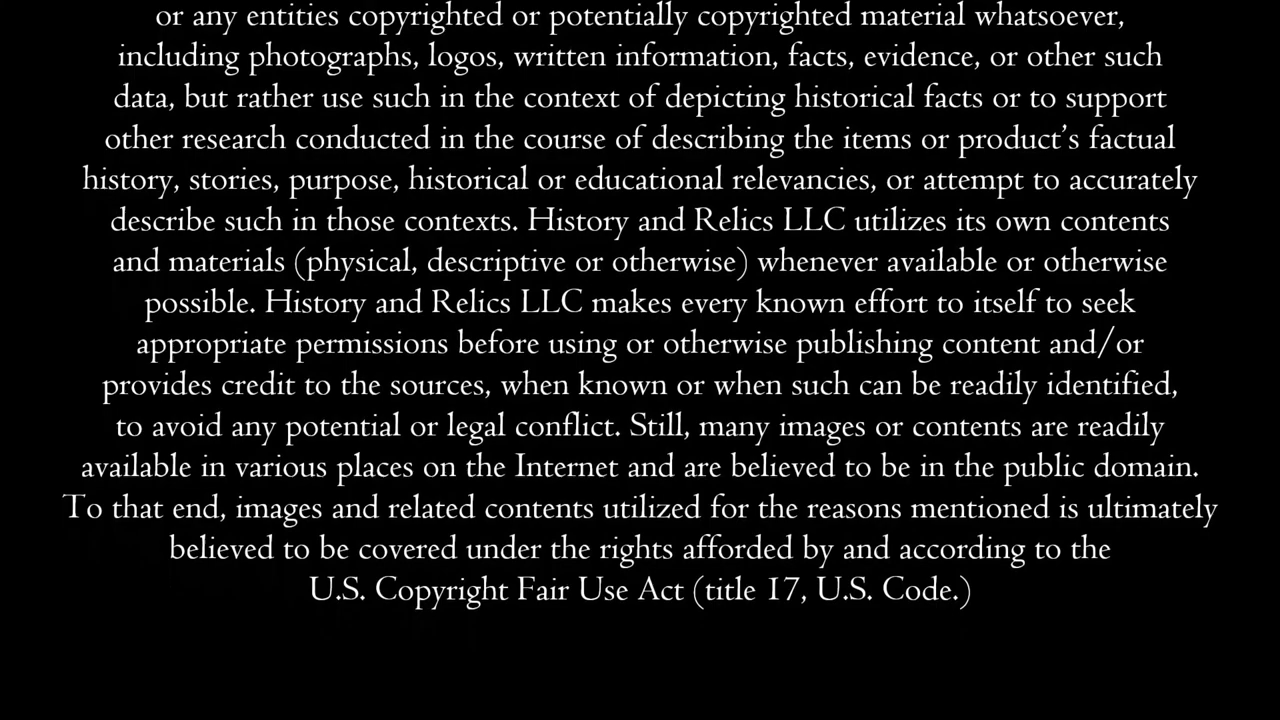 or any entities copyrighted or potentially copyrighted material whatsoever,
including photographs, logos, written information, facts, evidence, or other such
data, but rather use such in the context of depicting historical facts or to support
other research conducted in the course of describing the items or product’s factual
history, stories, purpose, historical or educational relevancies, or attempt to accurately
describe such in those contexts. History and Relics LLC utilizes its own contents
and materials (physical, descriptive or otherwise) whenever available or otherwise
possible. History and Relics LLC makes every known effort to itself to seek
appropriate permissions before using or otherwise publishing content and/or
provides credit to the sources, when known or when such can be readily identified,
to avoid any potential or legal conflict. Still, many images or contents are readily
available in various places on the Internet and are believed to be in the public domain.
To that end, images and related contents utilized for the reasons mentioned is ultimately
believed to be covered under the rights afforded by and according to the
U.S. Copyright Fair Use Act (title 17, U.S. Code.)